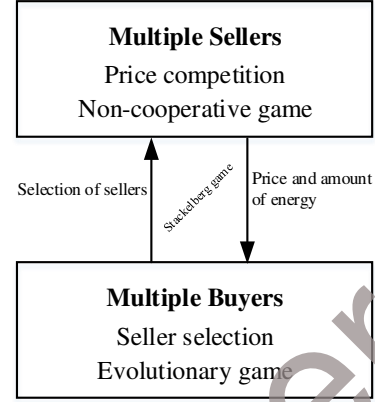 Multiple Sellers
Price competition
Non-cooperative game
Selection of sellers
Stackelberg game
Price and amount
of energy
Multiple Buyers
Seller selection
Evolutionary game
er